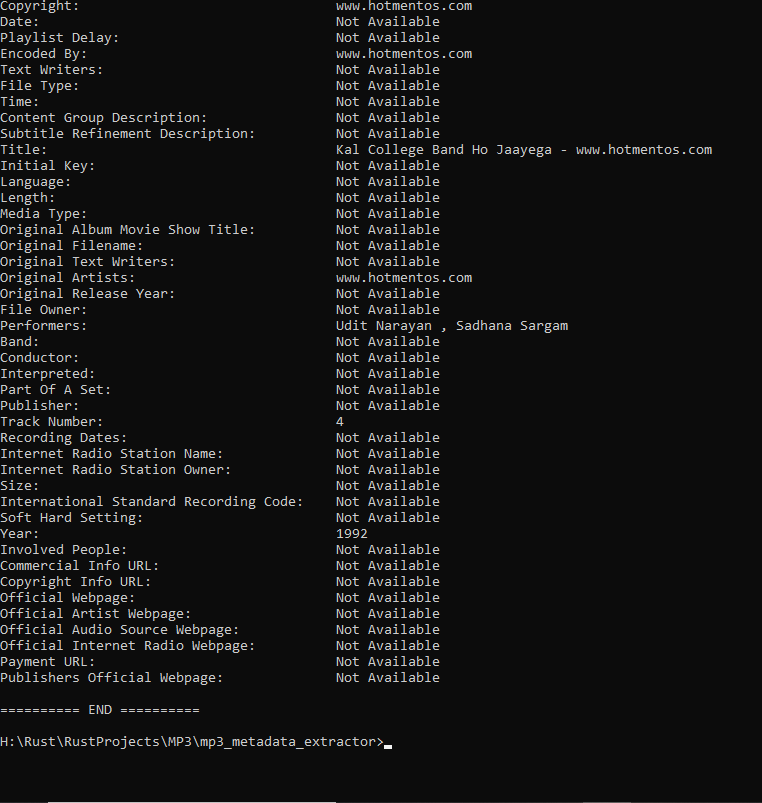 Copyright: www.hotmentos.com
Date: Not Available
Playlist Delay: Not Available
Encoded By: www.hotmentos.com
Text Writers: Not Available
File Type: Not Available
Time: Not Available
Content Group Description: Not Available
Subtitle Refinement Description: Not Available
Title: Kal College Band Ho Jaayega - www.hotmentos.com
Initial Key: Not Available
Language: Not Available
Length: Not Available
Media Type: Not Available
Original Album Movie Show Title: Not Available
Original Filename: Not Available
Original Text Writers: Not Available
Original Artists: www.hotmentos.com
Original Release Year: Not Available
File Owner: Not Available
Performers: Udit Narayan , Sadhana Sargam
Band: Not Available
Conductor: Not Available
Interpreted: Not Available
Part Of A Set: Not Available
Publisher: Not Available
Track Number: 4
Recording Dates: Not Available
Internet Radio Station Name: Not Available
Internet Radio Station Owner: Not Available
Size: Not Available
International Standard Recording Code: Not Available
Soft Hard Setting: Not Available
Year: 1992
Involved People: Not Available
Commercial Info URL: Not Available
Copyright Info URL: Not Available
Official Webpage: Not Available
Official Artist Webpage: Not Available
Official Audio Source Webpage: Not Available
Official Internet Radio Webpage: Not Available
Payment URL: Not Available
Publishers Official Webpage: Not Available
========== END ==========
H:\Rust\RustProjects\MP3\mp3_metadata_extractor>